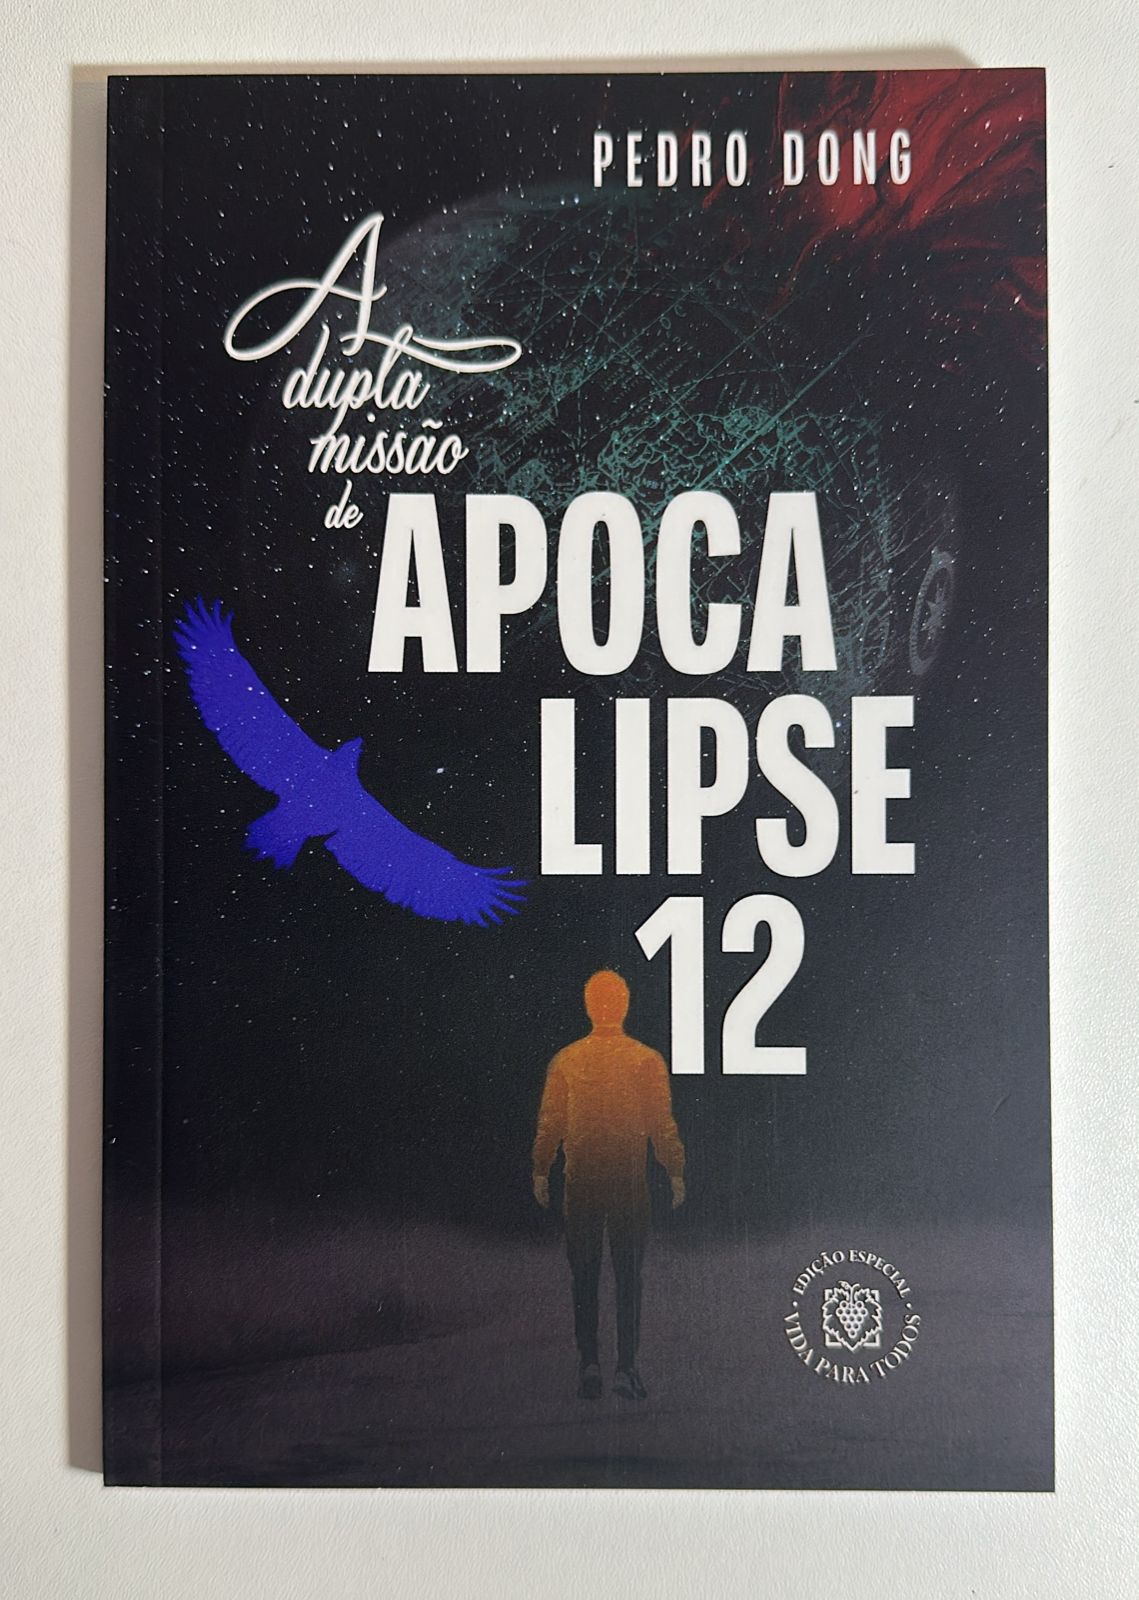 PEDRO DONG
A
dupla
missão
de APOCA
LIPSE
12
EDIÇÃO ESPECIAL
• VIDA PARA TODOS •